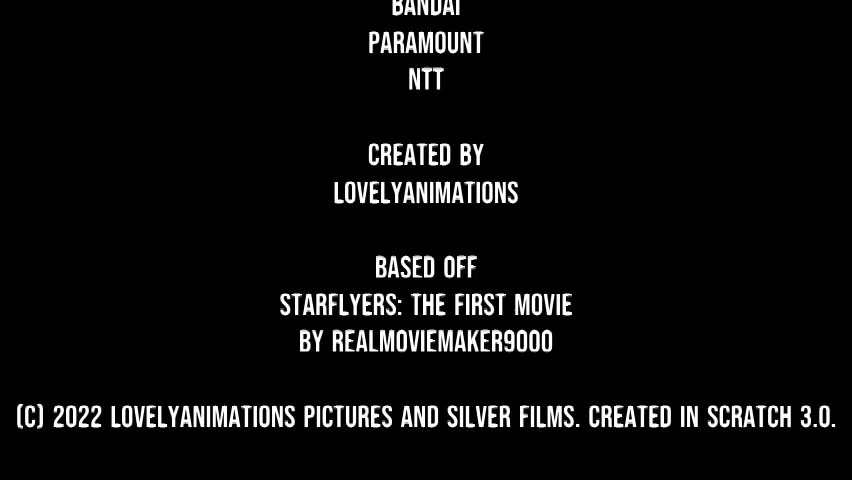 BANDAI
PARAMOUNT
NTT
CREATED BY
LOVELYANIMATIONS
BASED OFF
STARFLYERS: THE FIRST MOVIE
BY REALMOVIEMAKER9000
(C) 2022 LOVELYANIMATIONS PICTURES AND SILVER FILMS. CREATED IN SCRATCH 3.0.